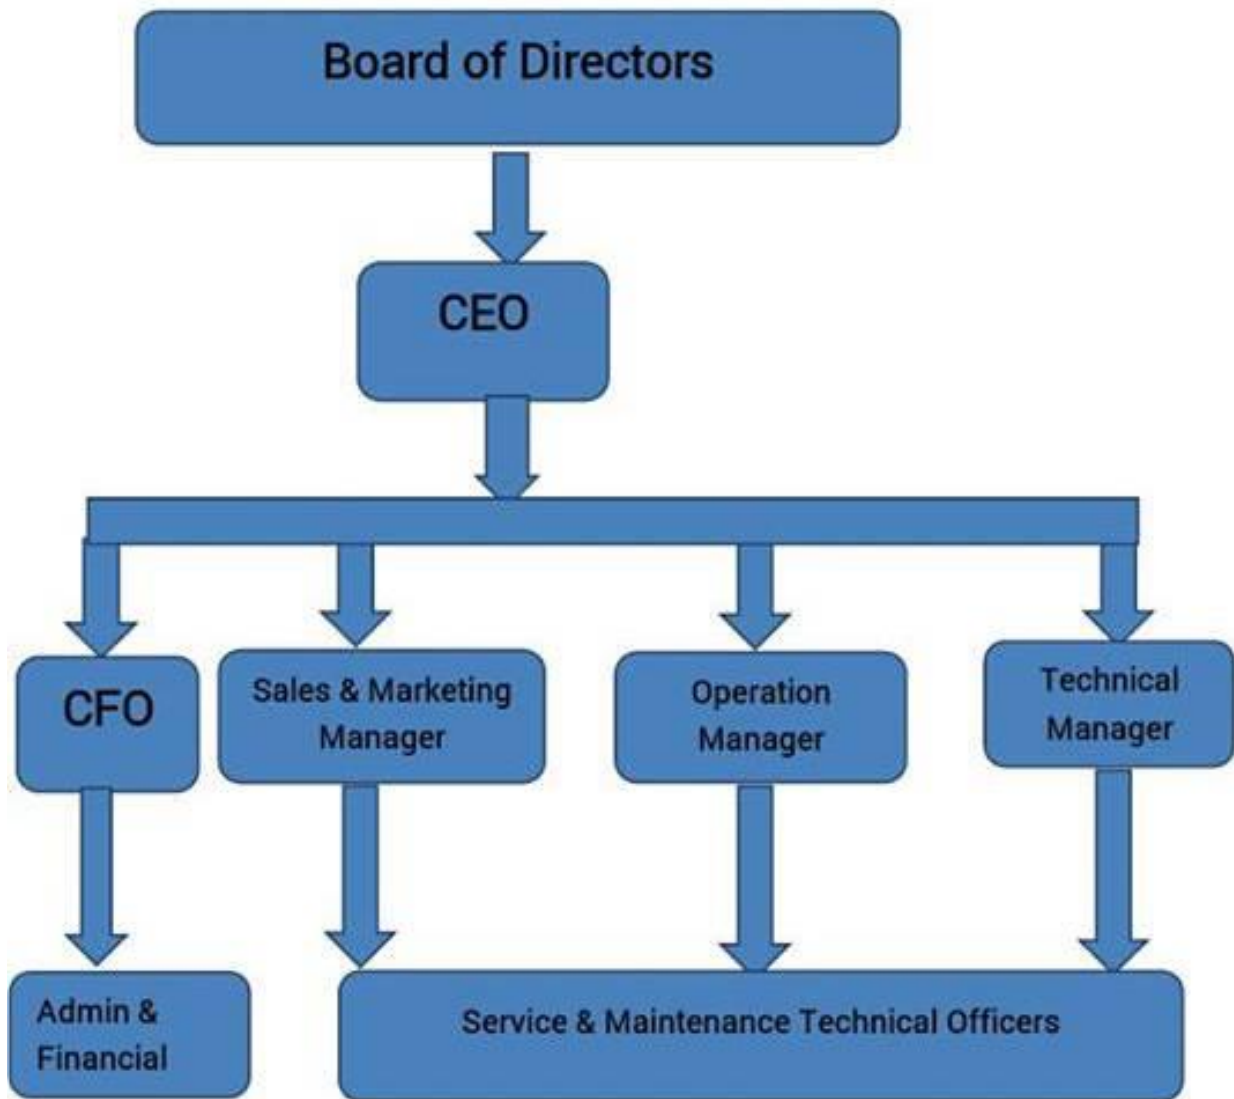 Board of Directors
CEO
CFO
Sales & Marketing
Manager
Operation
Manager
Technical
Manager
Admin &
Financial
Service & Maintenance Technical Officers